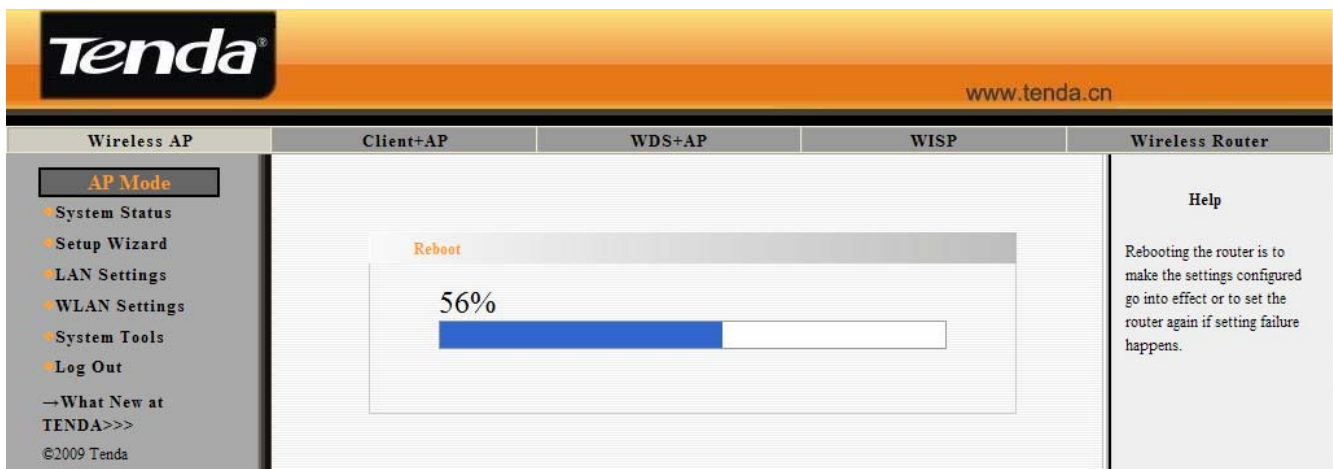 Tenda®
www.tenda.cn
Wireless AP
Client+AP
WDS+AP
WISP
Wireless Router
AP Mode
System Status
Setup Wizard
LAN Settings
WLAN Settings
System Tools
Log Out
→What New at
TENDA>>>
©2009 Tenda
Reboot
56%
Help
Rebooting the router is to
make the settings configured
go into effect or to set the
router again if setting failure
happens.